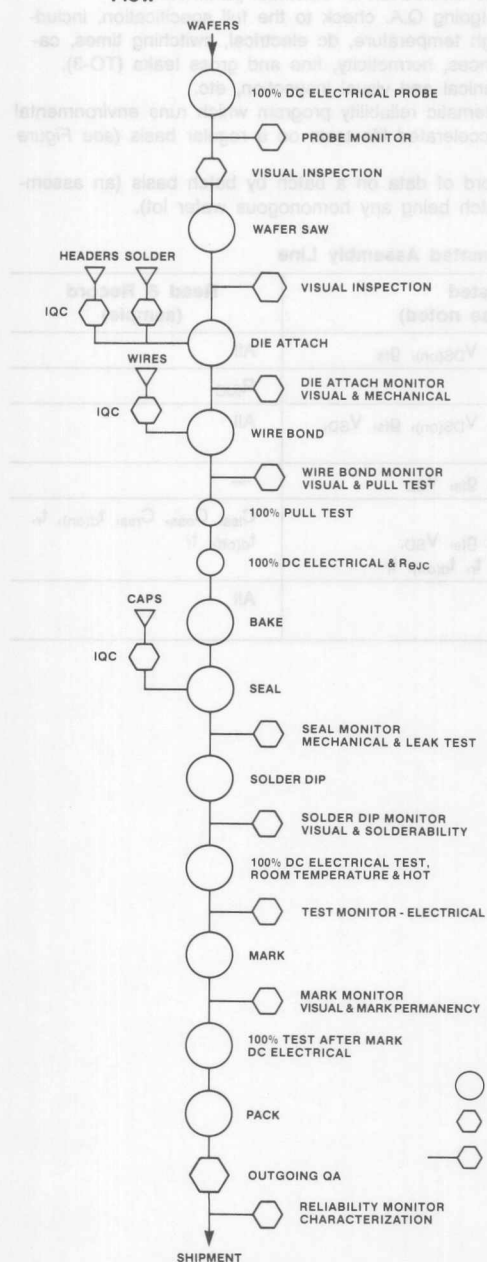 WAFERS
100% DC ELECTRICAL PROBE
PROBE MONITOR
VISUAL INSPECTION
WAFER SAW
HEADERS SOLDER
VISUAL INSPECTION
IQC
DIE ATTACH
WIRES
DIE ATTACH MONITOR
VISUAL & MECHANICAL
IQC
WIRE BOND
WIRE BOND MONITOR
VISUAL & PULL TEST
100% PULL TEST
100% DC ELECTRICAL & RΘJC
CAPS
BAKE
IQC
SEAL
SEAL MONITOR
MECHANICAL & LEAK TEST
SOLDER DIP
SOLDER DIP MONITOR
VISUAL & SOLDERABILITY
100% DC ELECTRICAL TEST,
ROOM TEMPERATURE & HOT
TEST MONITOR - ELECTRICAL
MARK
MARK MONITOR
VISUAL & MARK PERMANENCY
100% TEST AFTER MARK
DC ELECTRICAL
PACK
OUTGOING QA
RELIABILITY MONITOR
CHARACTERIZATION
SHIPMENT